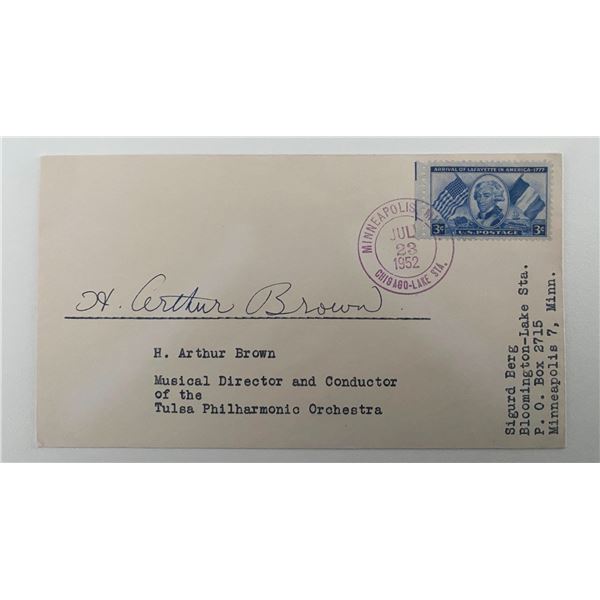 ARRIVAL OF LAFAYETTE IN AMERICA-1777
3¢ U.S. POSTAGE 3¢
MINNEAPOLIS
JUL
23
1952
CHICAGO-LAKE STA.
H. Arthur Brown
H. Arthur Brown
Musical Director and Conductor
of the
Tulsa Philharmonic Orchestra
Sigurd Berg
Bloomington-Lake Sta.
P. O. Box 2715
Minneapolis 7, Minn.